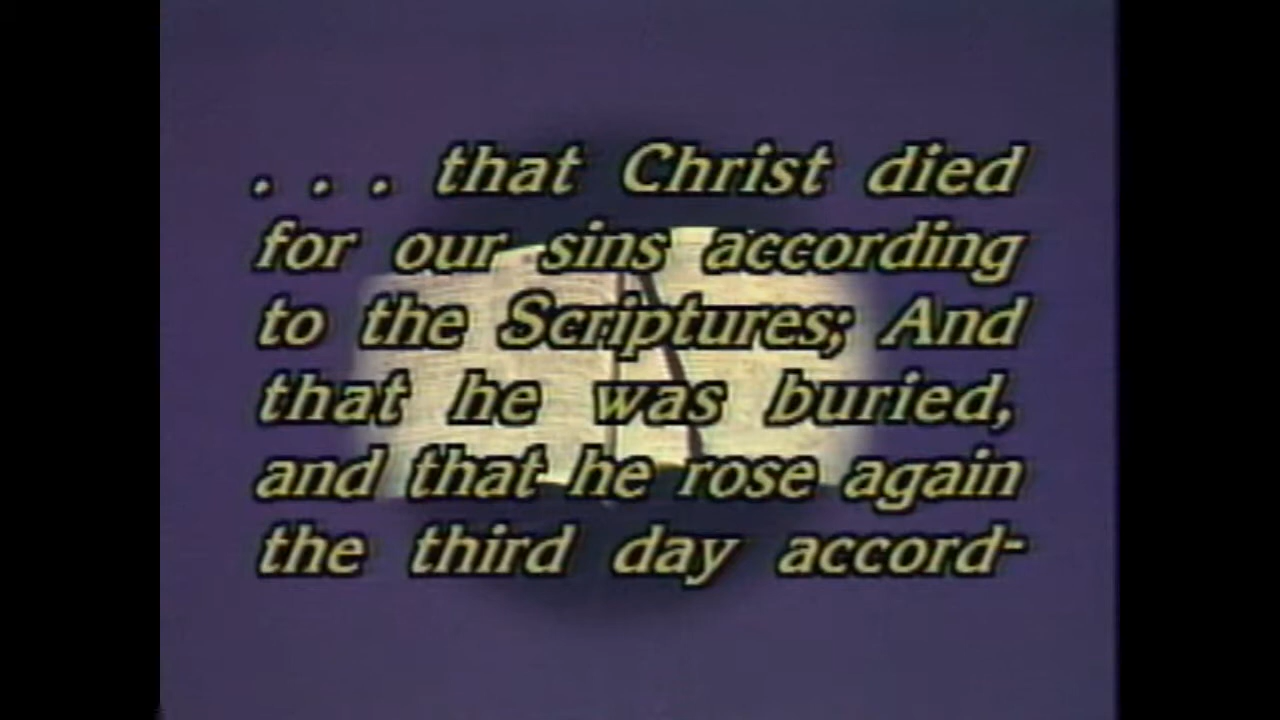 . . . that Christ died
for our sins according
to the Scriptures; And
that he was buried,
and that he rose again
the third day accord-